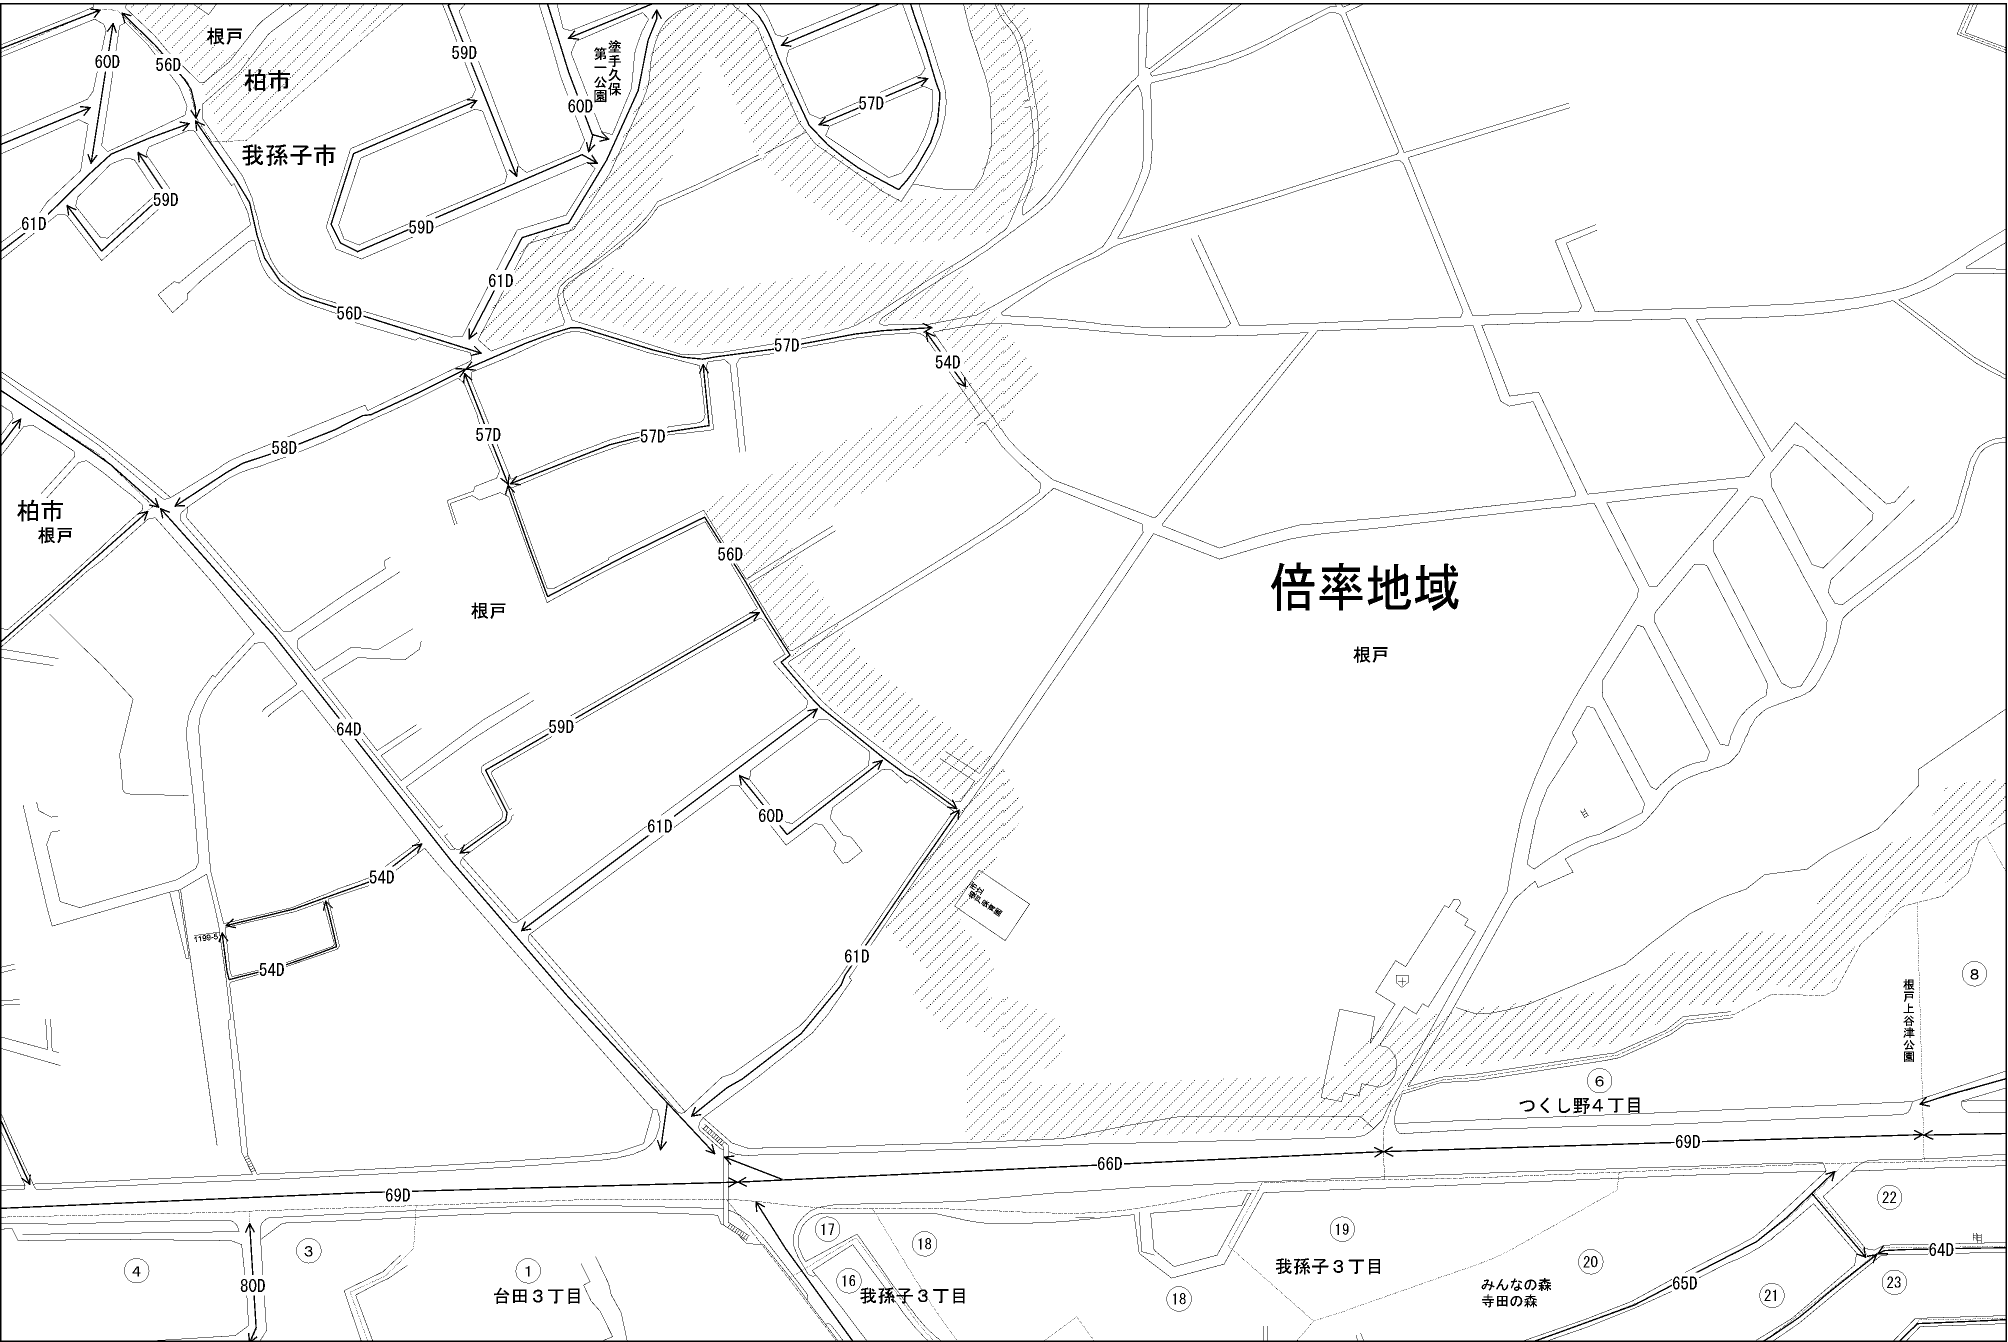 根戸
柏市
塗手久保
第一公園
我孫子市
60D
56D
59D
60D
57D
59D
61D
59D
61D
56D
57D
54D
58D
57D
57D
柏市
根戸
56D
根戸
倍率地域
根戸
64D
59D
61D
60D
54D
1199-5
54D
61D
根戸上谷津公園
8
6
つくし野4丁目
69D
66D
69D
22
17
18
19
3
4
80D
1
台田3丁目
16
我孫子3丁目
18
我孫子3丁目
20
みんなの森
寺田の森
65D
21
64D
23